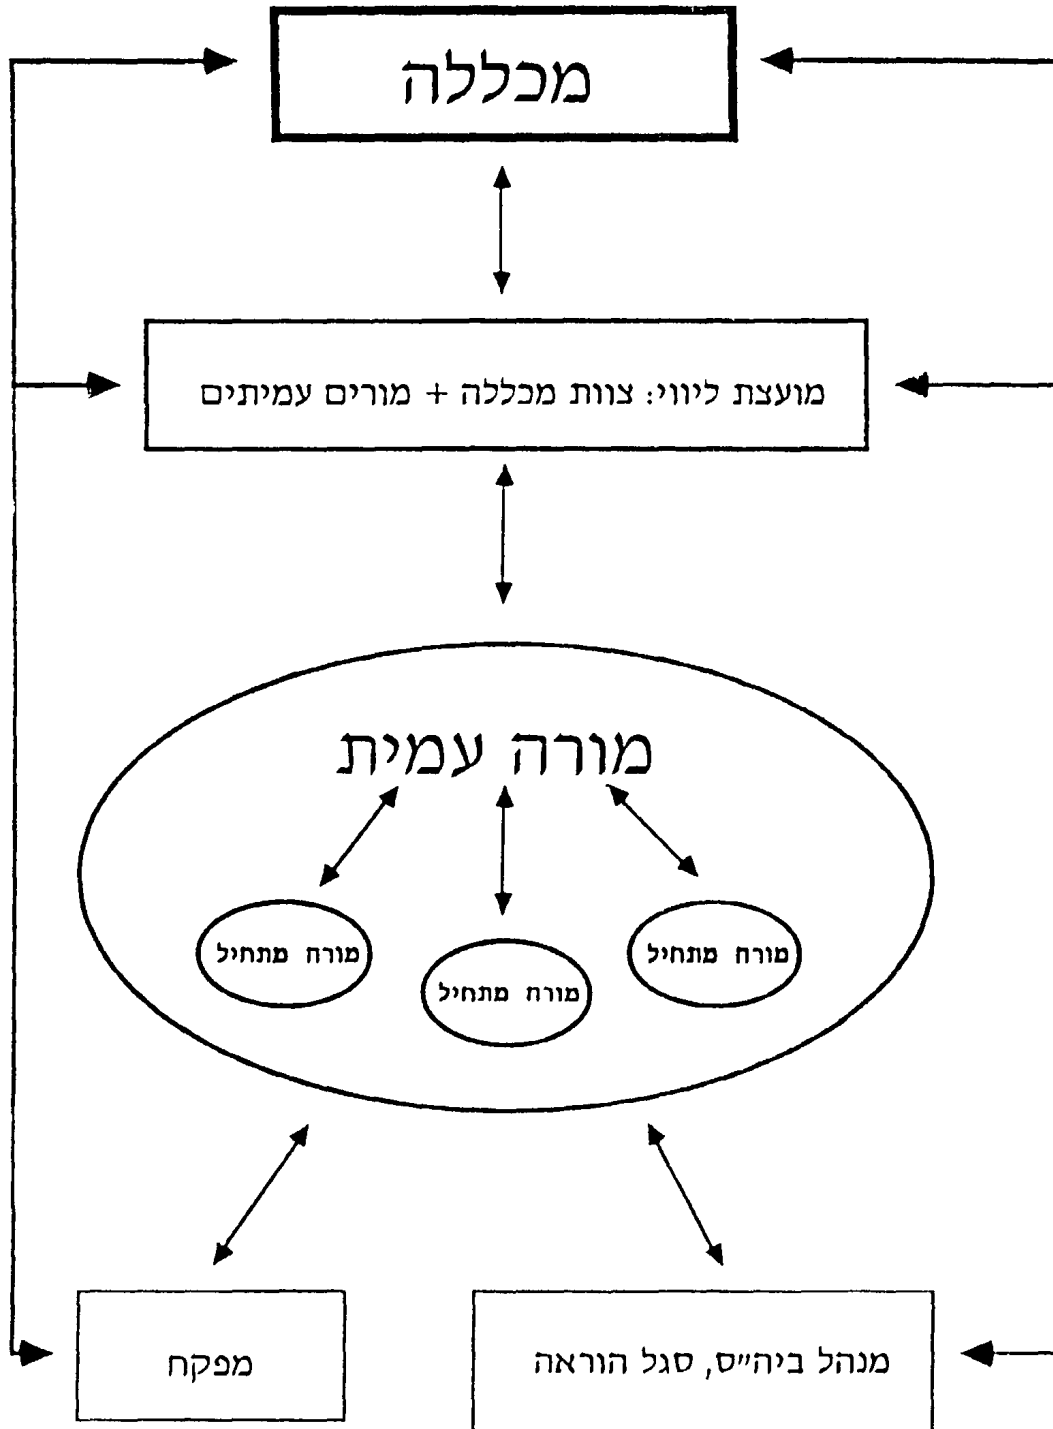 מכללה
מועצת ליווי: צוות מכללה + מורים עמיתים
מורה עמית
מורה מתחיל
מורה מתחיל
מורה מתחיל
מנהל ביה״ס, סגל הוראה
מפקח